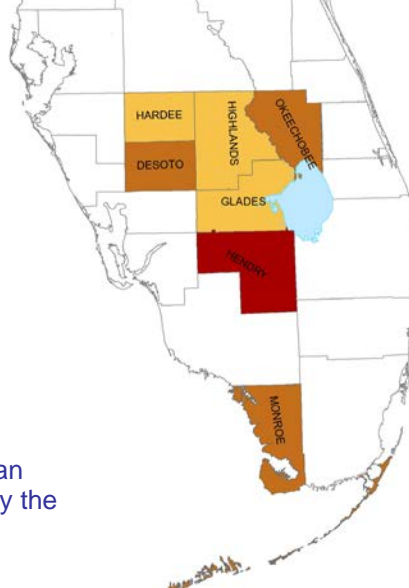 HARDEE
HIGHLANDS
OKEECHOBEE
DESOTO
GLADES
HENDRY
MONROE
an
y the